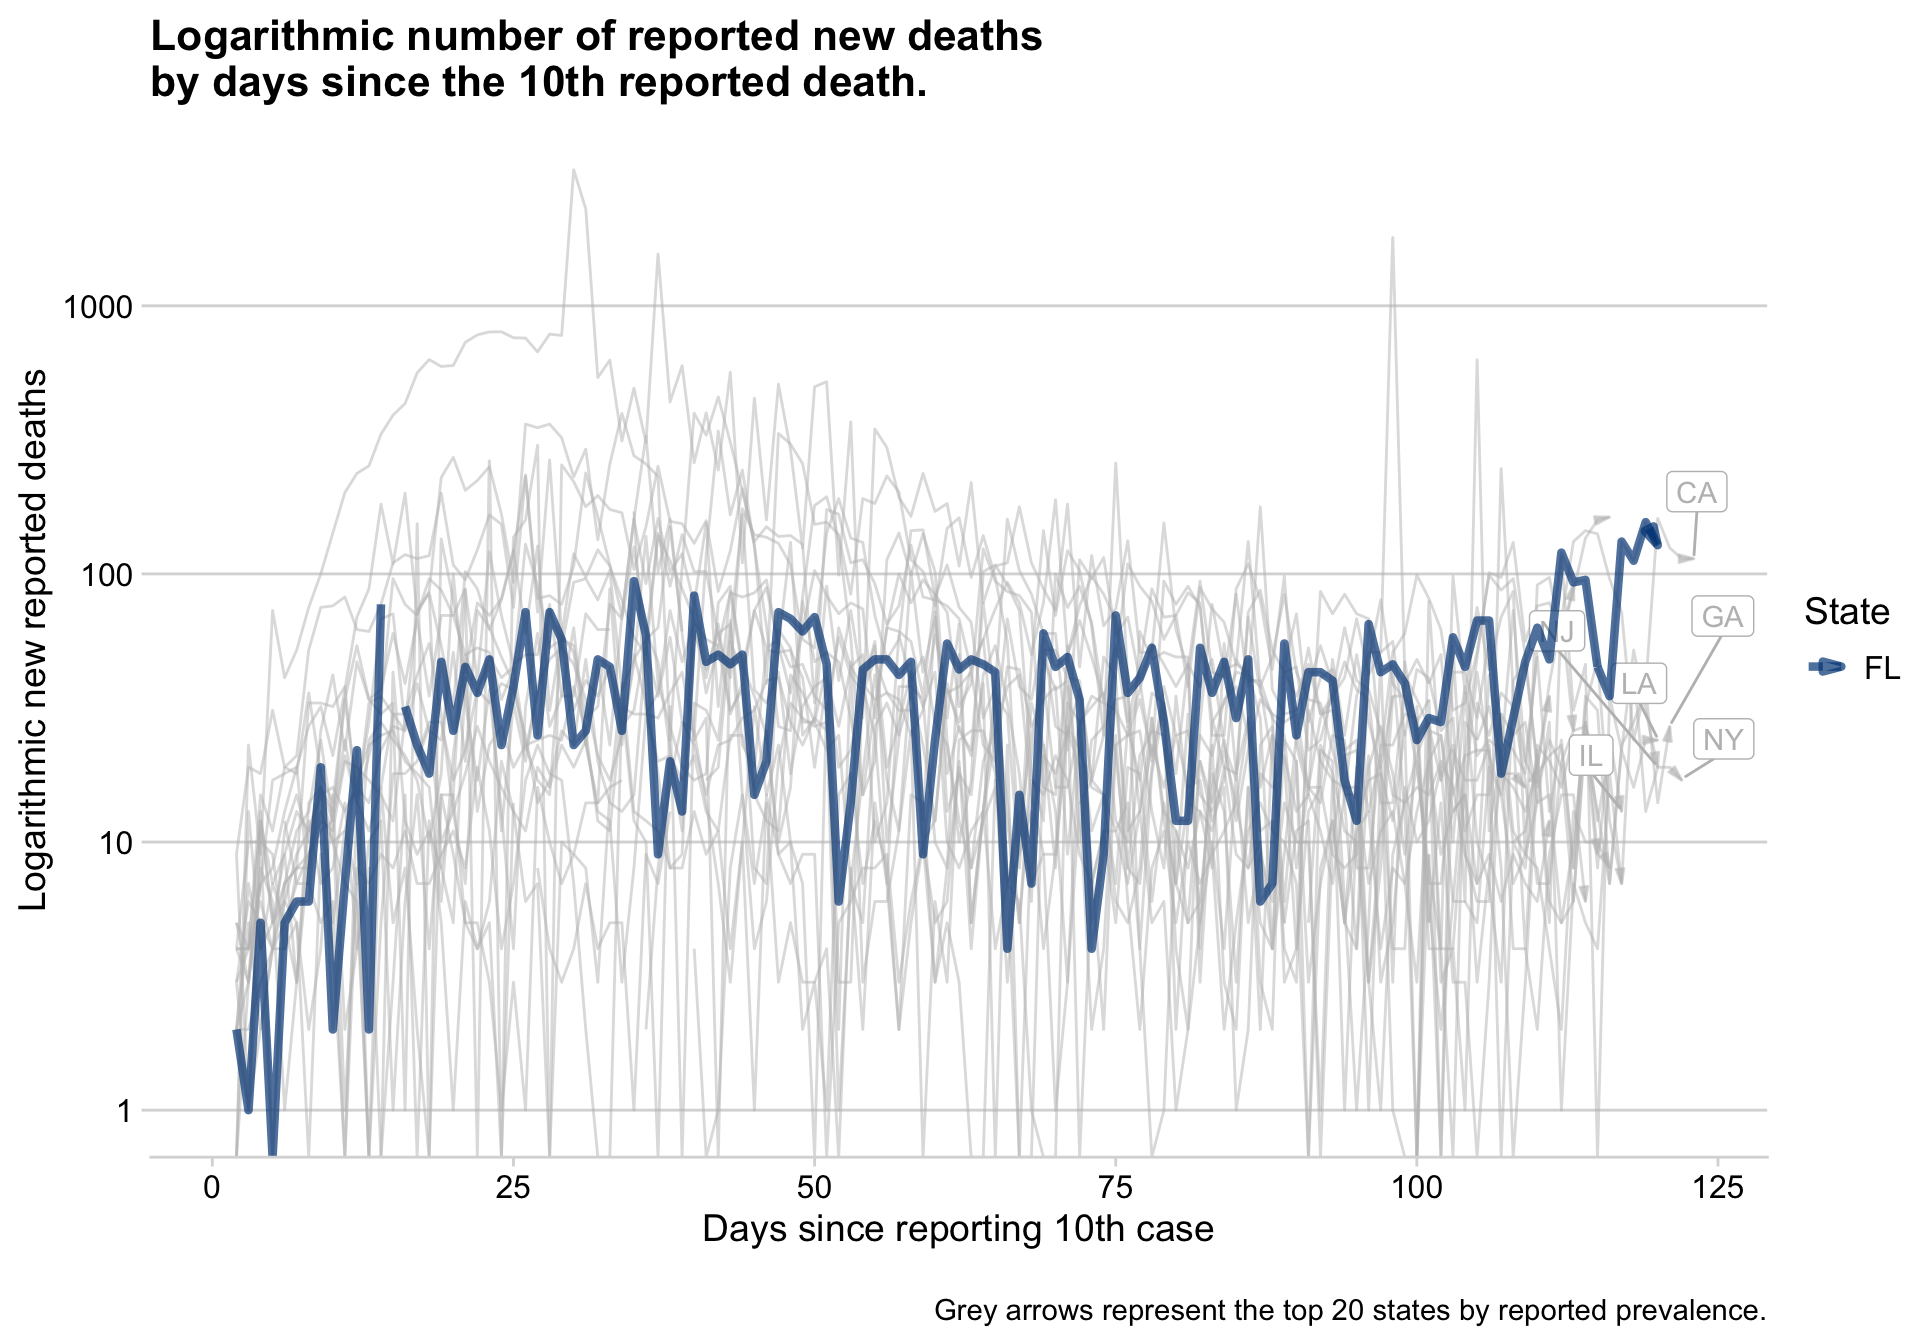 Logarithmic number of reported new deaths
by days since the 10th reported death.
Logarithmic new reported deaths
1000
100
10
1
CA
GA
NJ
LA
NY
IL
State
FL
0
25
50
75
100
125
Days since reporting 10th case
Grey arrows represent the top 20 states by reported prevalence.